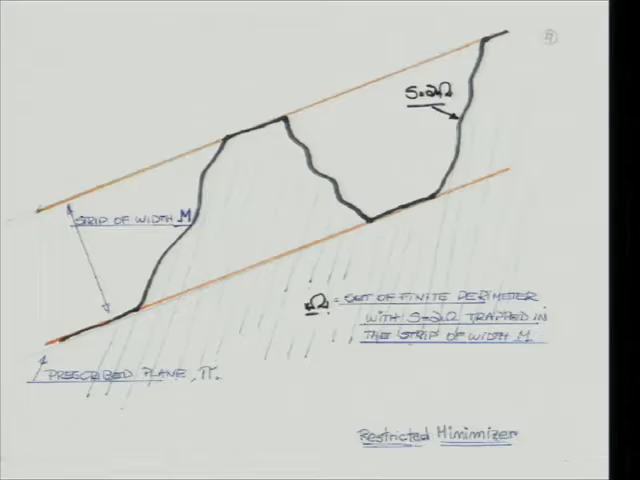 S=∂Ω
STRIP OF WIDTH M
Ω = SET OF FINITE PERIMETER
WITH S=∂Ω TRAPPED IN
THE STRIP OF WIDTH M.
PRESCRIBED PLANE, Π.
Restricted Minimizer